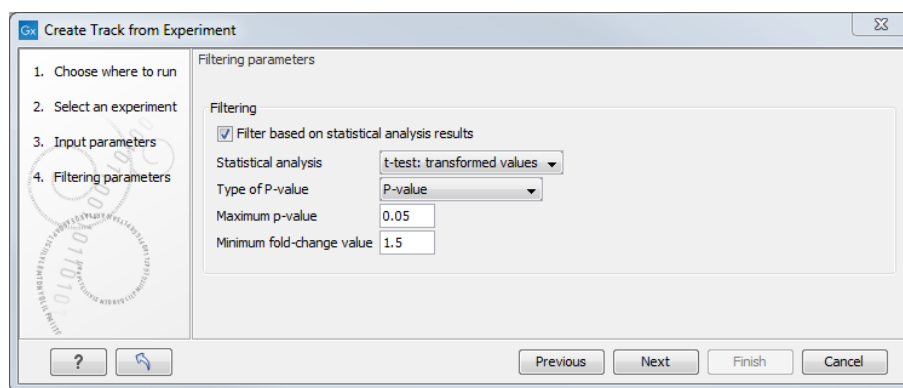 Gx Create Track from Experiment
1. Choose where to run
2. Select an experiment
3. Input parameters
4. Filtering parameters
Filtering parameters
Filtering
Filter based on statistical analysis results
Statistical analysis t-test: transformed values
Type of P-value P-value
Maximum p-value 0.05
Minimum fold-change value 1.5
? Previous Next Finish Cancel